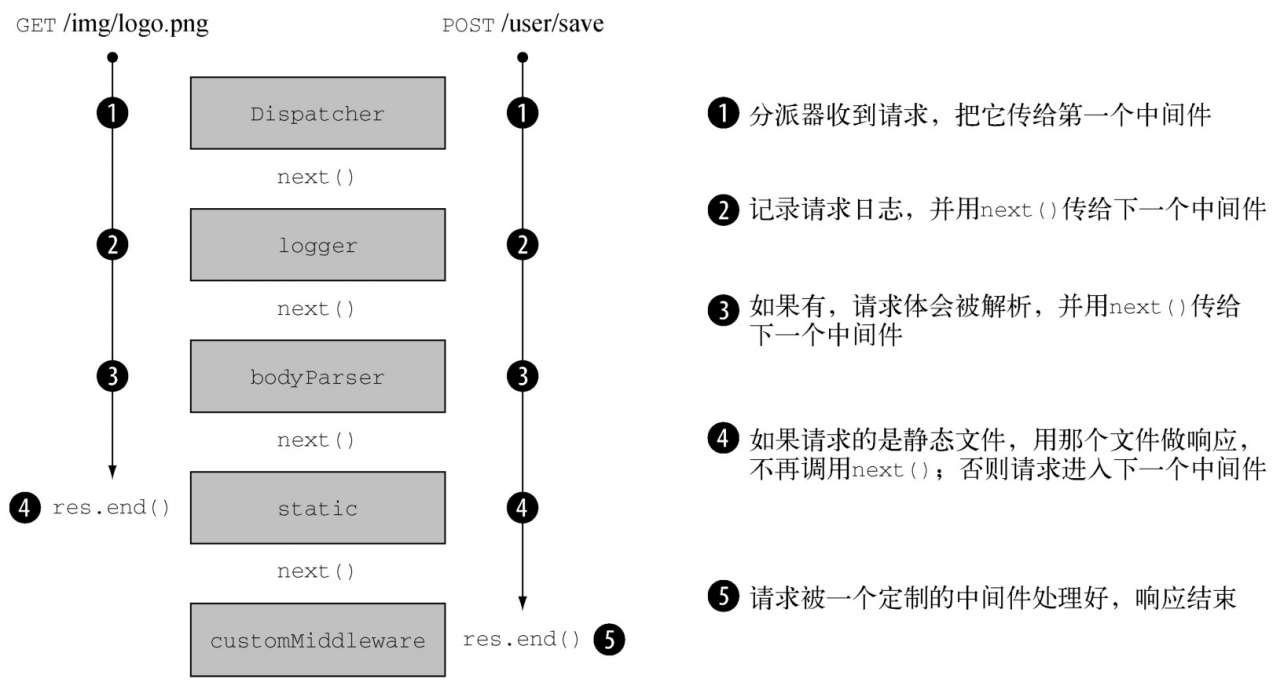 GET /img/logo.png
POST /user/save
1
Dispatcher
1
next()
2
logger
2
next()
3
bodyParser
3
next()
4 res.end()
static
4
next()
customMiddleware
res.end() 5
1 分派器收到请求，把它传给第一个中间件
2 记录请求日志，并用next()传给下一个中间件
3 如果有，请求体会被解析，并用next()传给
下一个中间件
4 如果请求的是静态文件，用那个文件做响应，
不再调用next()；否则请求进入下一个中间件
5 请求被一个定制的中间件处理好，响应结束